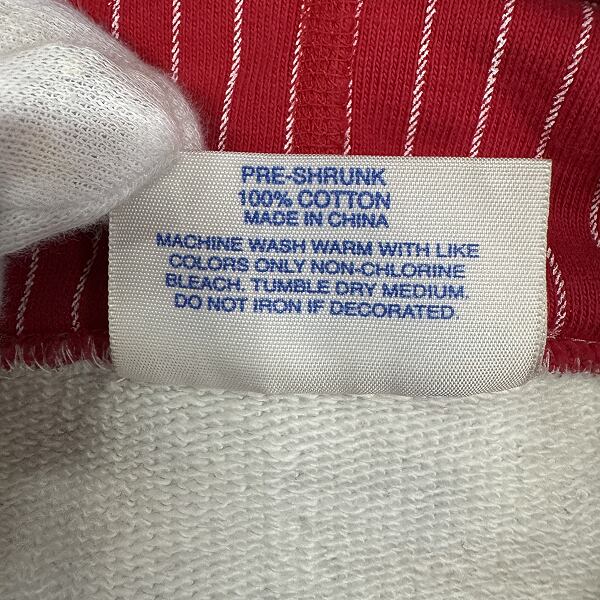 PRE-SHRUNK
100% COTTON
MADE IN CHINA
MACHINE WASH WARM WITH LIKE
COLORS ONLY NON-CHLORINE
BLEACH. TUMBLE DRY MEDIUM.
DO NOT IRON IF DECORATED.